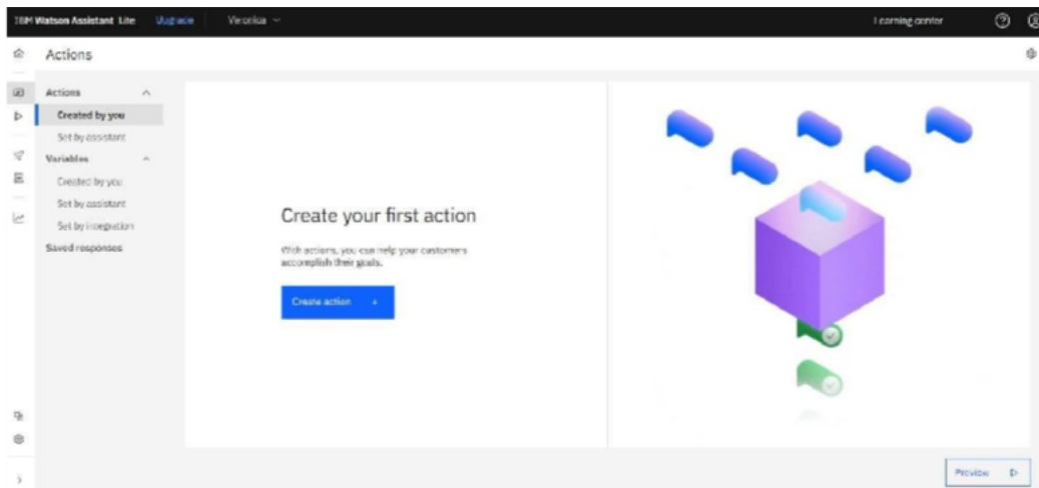 IBM Watson Assistant Lite Upgrade Veronica Learning center
Actions
Actions
Created by you
Set by assistant
Variables
Created by you
Set by assistant
Set by integration
Saved responses
Create your first action
With actions, you can help your customers
accomplish their goals.
Create action +
Preview